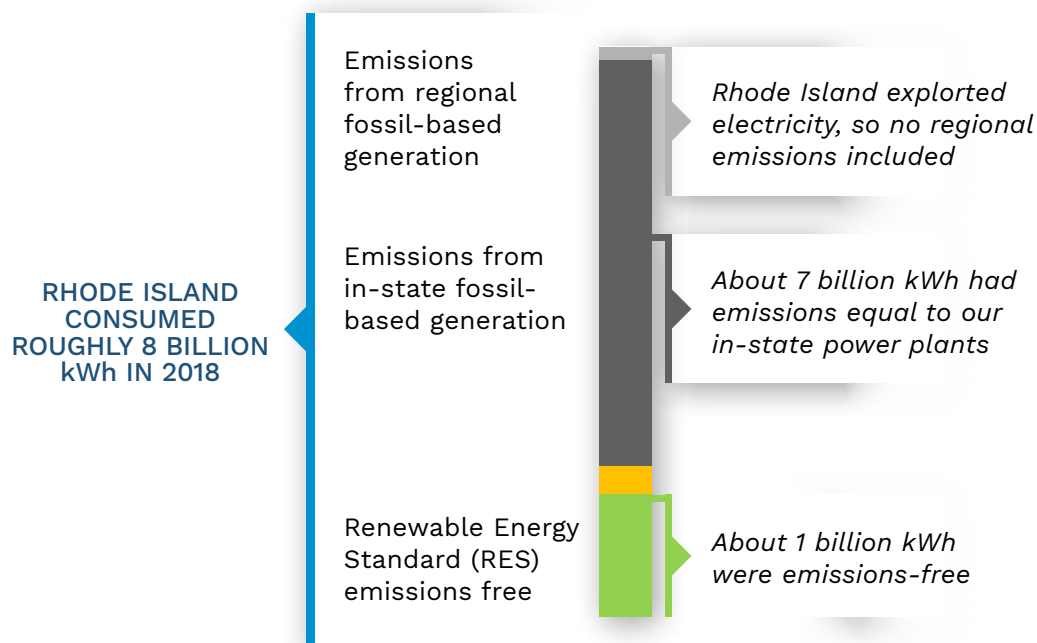 RHODE ISLAND
CONSUMED
ROUGHLY 8 BILLION
kWh IN 2018
Emissions
from regional
fossil-based
generation
Rhode Island explorted
electricity, so no regional
emissions included
Emissions from
in-state fossil-
based generation
About 7 billion kWh had
emissions equal to our
in-state power plants
Renewable Energy
Standard (RES)
emissions free
About 1 billion kWh
were emissions-free